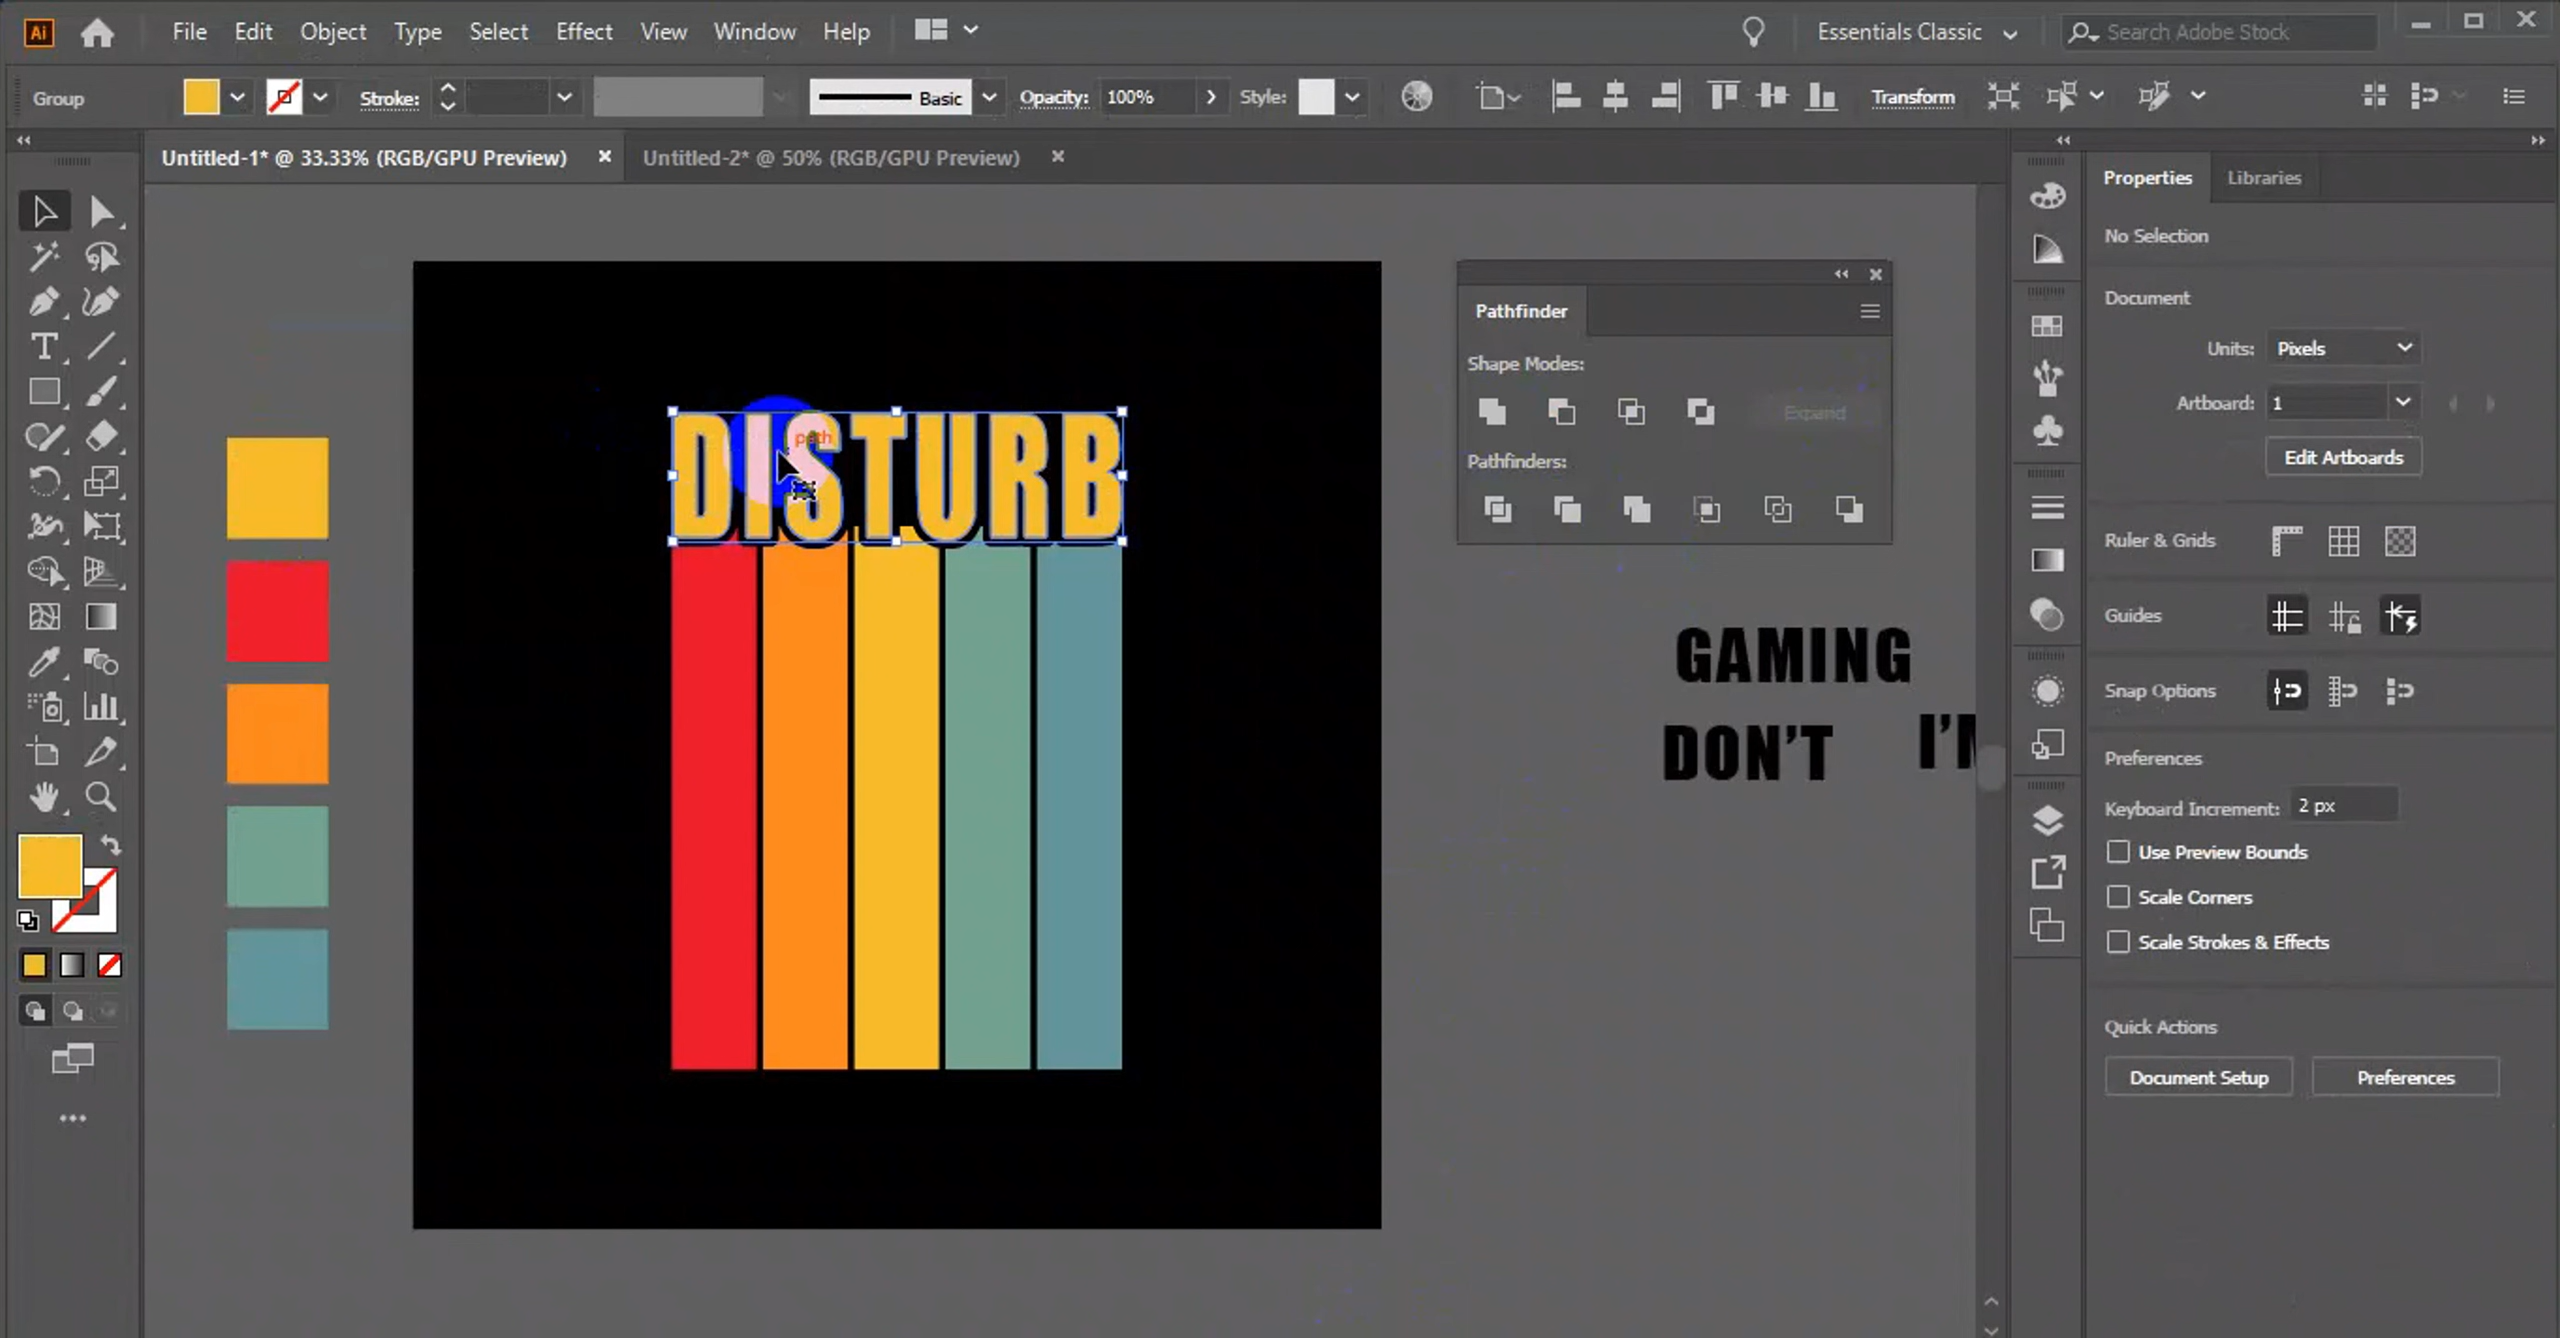 Ai File Edit Object Type Select Effect View Window Help Essentials Classic Search Adobe Stock
Group Stroke: Basic Opacity: 100% Style: Transform
Untitled-1* @ 33.33% (RGB/GPU Preview) Untitled-2* @ 50% (RGB/GPU Preview)
Properties Libraries
No Selection
Document
Units: Pixels
Artboard: 1
Edit Artboards
Ruler & Grids
Guides
Snap Options
Preferences
Keyboard Increment: 2 px
Use Preview Bounds
Scale Corners
Scale Strokes & Effects
Quick Actions
Document Setup Preferences
Pathfinder
Shape Modes:
Expand
Pathfinders:
DISTURB
path
GAMING
DON'T I'M